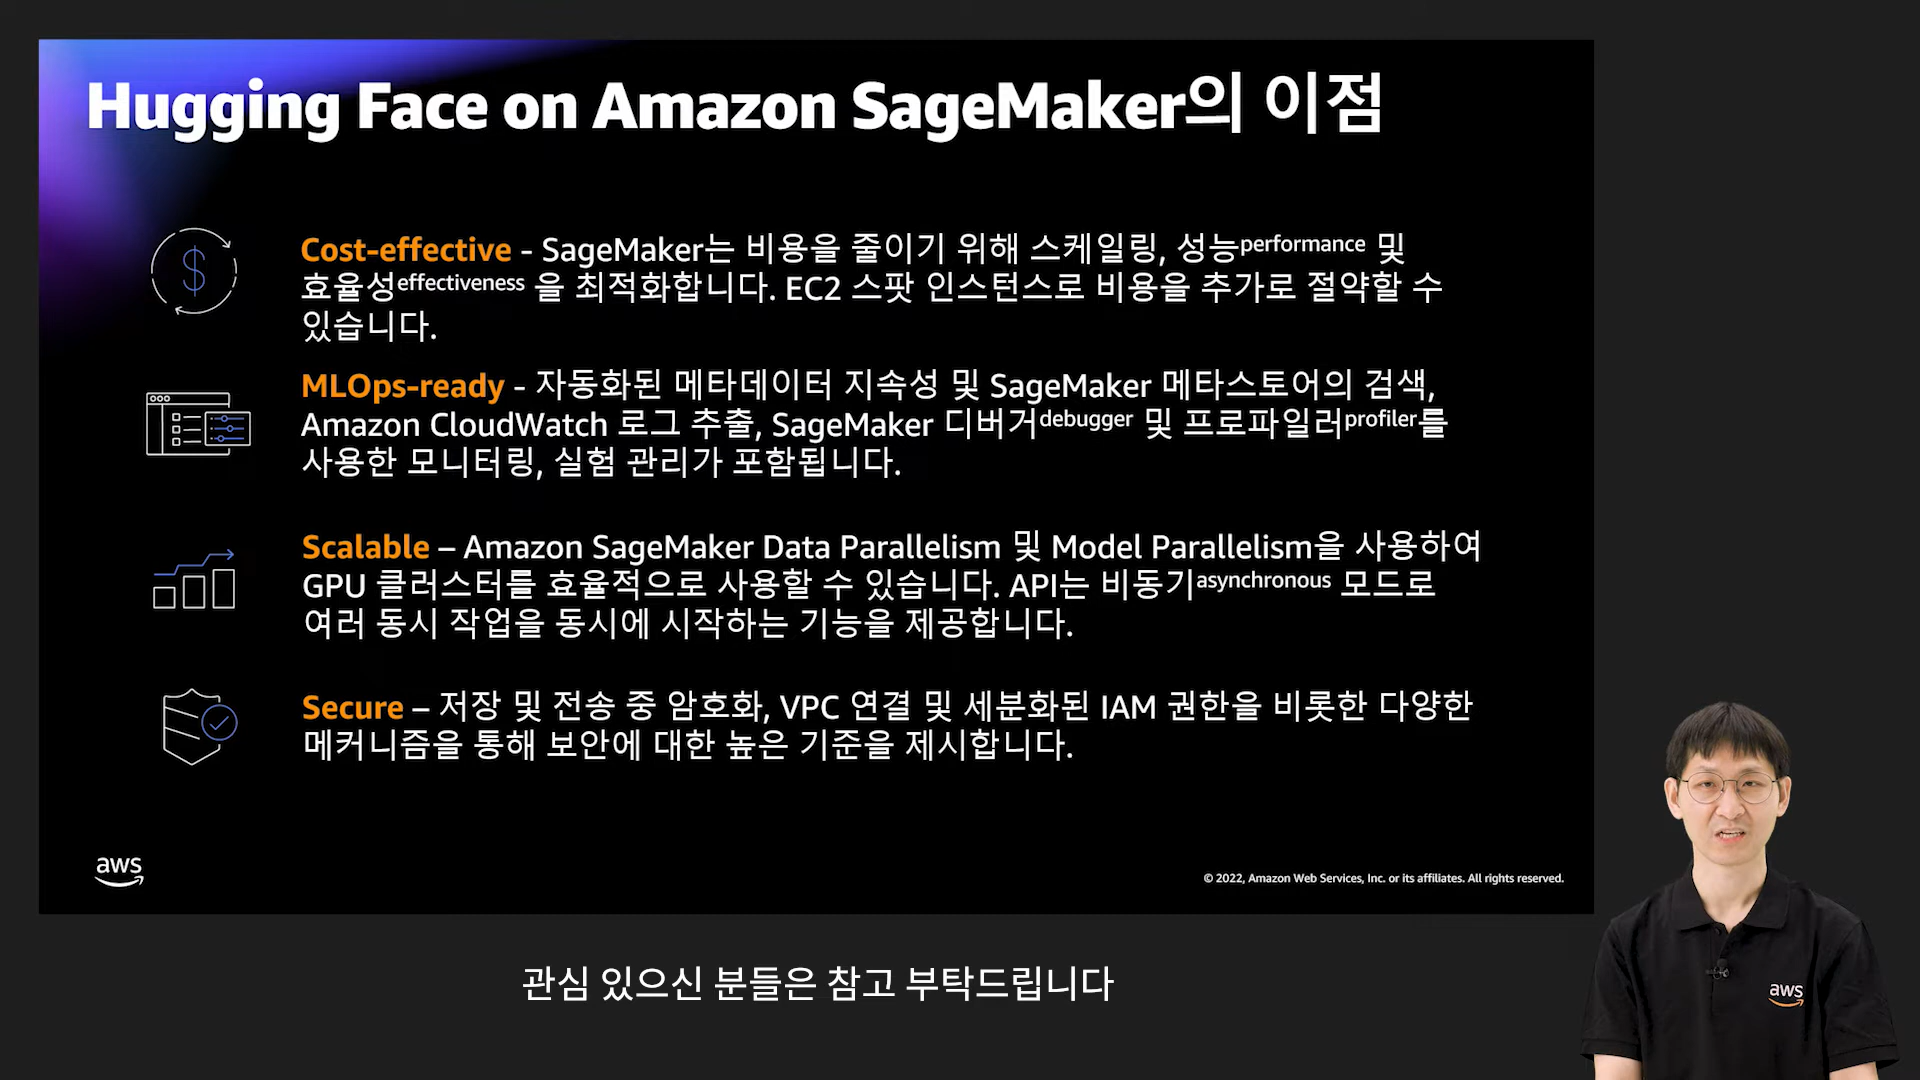 Hugging Face on Amazon SageMaker의 이점
Cost-effective - SageMaker는 비용을 줄이기 위해 스케일링, 성능performance 및
효율성effectiveness 을 최적화합니다. EC2 스팟 인스턴스로 비용을 추가로 절약할 수
있습니다.
MLOps-ready - 자동화된 메타데이터 지속성 및 SageMaker 메타스토어의 검색,
Amazon CloudWatch 로그 추출, SageMaker 디버거debugger 및 프로파일러profiler를
사용한 모니터링, 실험 관리가 포함됩니다.
Scalable – Amazon SageMaker Data Parallelism 및 Model Parallelism을 사용하여
GPU 클러스터를 효율적으로 사용할 수 있습니다. API는 비동기asynchronous 모드로
여러 동시 작업을 동시에 시작하는 기능을 제공합니다.
Secure – 저장 및 전송 중 암호화, VPC 연결 및 세분화된 IAM 권한을 비롯한 다양한
메커니즘을 통해 보안에 대한 높은 기준을 제시합니다.
aws
© 2022, Amazon Web Services, Inc. or its affiliates. All rights reserved.
aws
관심 있으신 분들은 참고 부탁드립니다